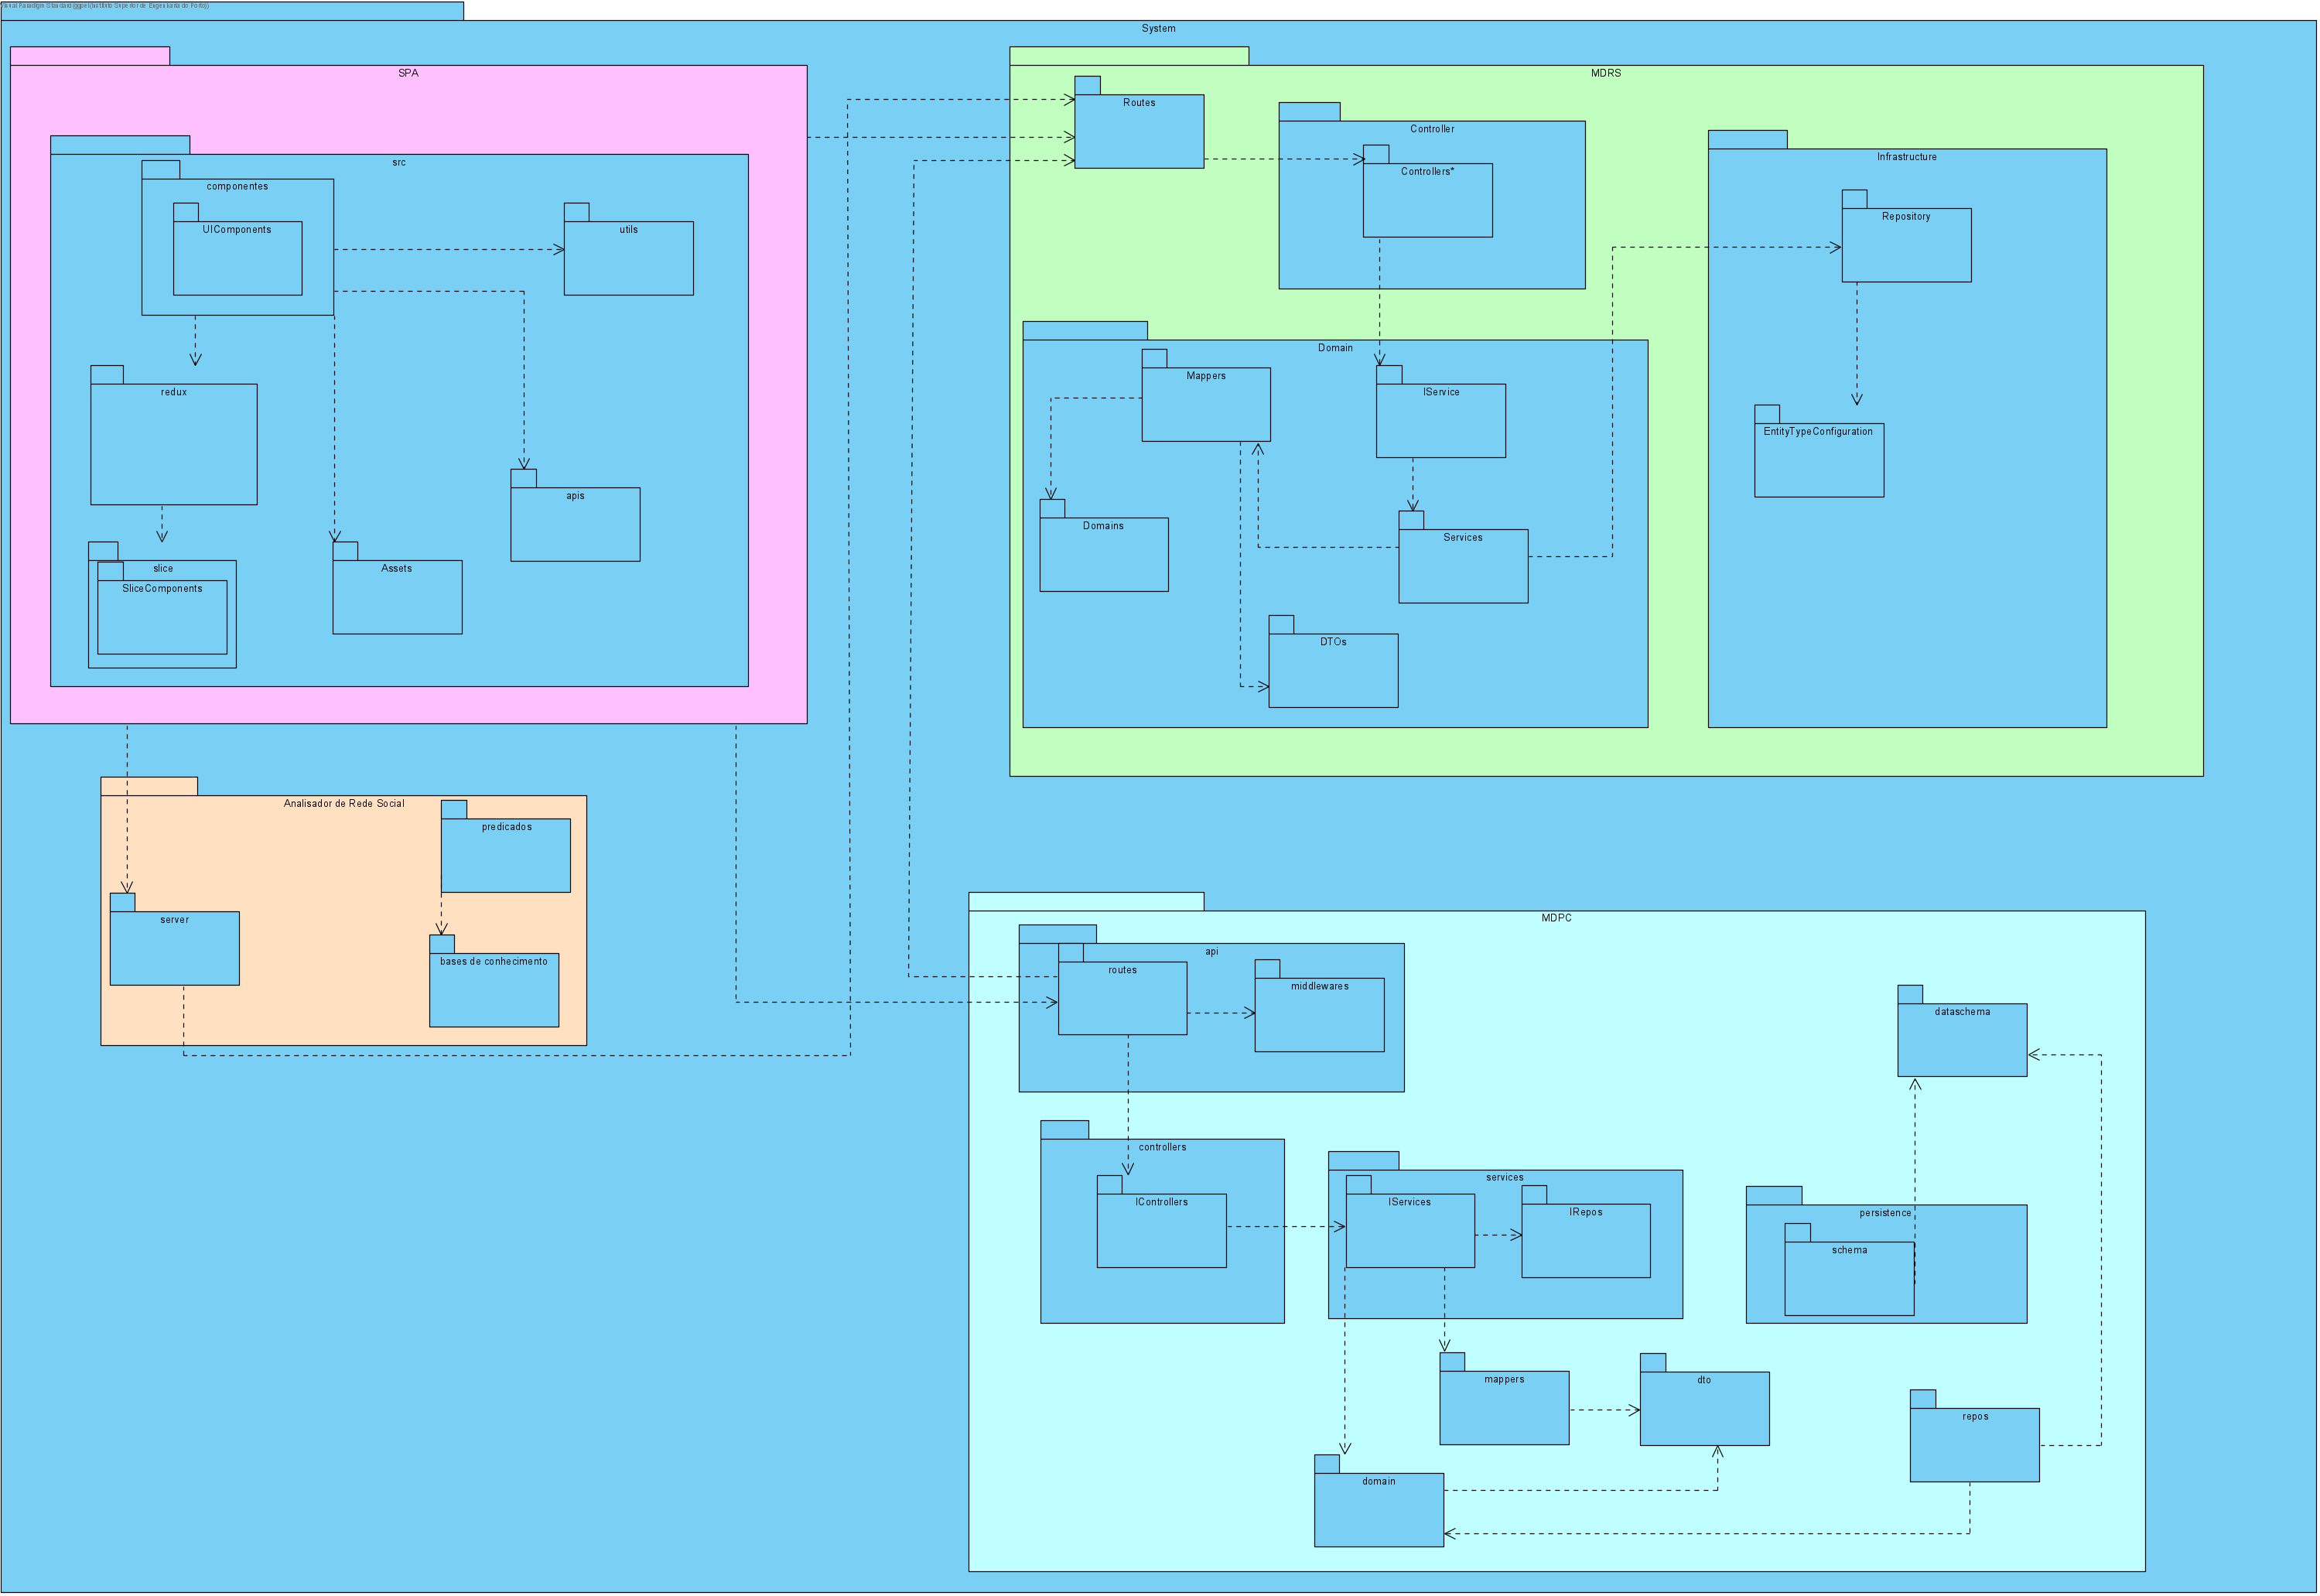 Visual Paradigm Standard(ggpei(Instituto Superior de Engenharia do Porto))
System
SPA
src
componentes
UIComponents
utils
redux
apis
slice
SliceComponents
Assets
MDRS
Routes
Controller
Controllers*
Infrastructure
Repository
EntityTypeConfiguration
Domain
Mappers
IService
Domains
Services
DTOs
Analisador de Rede Social
predicados
server
bases de conhecimento
MDPC
api
routes
middlewares
dataschema
controllers
IControllers
services
IServices
IRepos
persistence
schema
mappers
dto
repos
domain